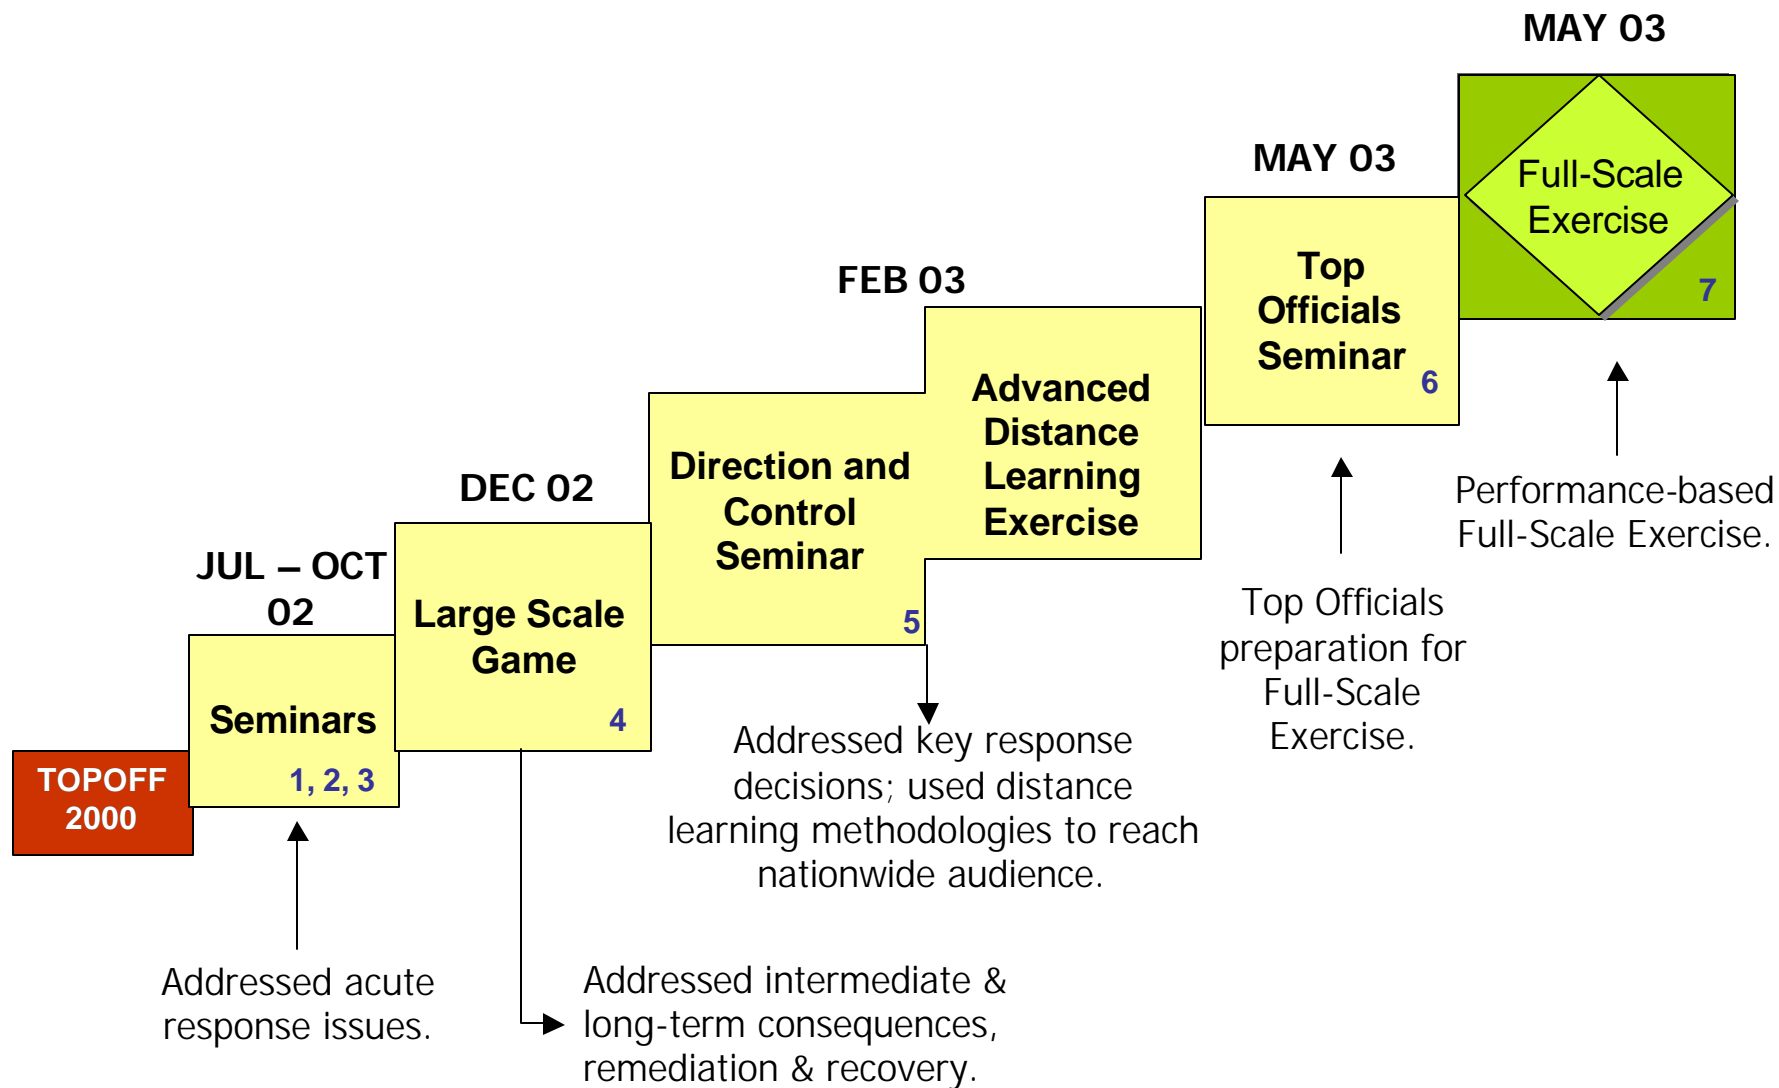 MAY 03
Full-Scale
Exercise
7
MAY 03
Top
Officials
Seminar
6
FEB 03
Advanced
Distance
Learning
Exercise
Direction and
Control
Seminar
5
DEC 02
Large Scale
Game
4
JUL – OCT
02
Seminars
1, 2, 3
TOPOFF
2000
Performance-based
Full-Scale Exercise.
Top Officials
preparation for
Full-Scale
Exercise.
Addressed key response
decisions; used distance
learning methodologies to reach
nationwide audience.
Addressed acute
response issues.
Addressed intermediate &
long-term consequences,
remediation & recovery.